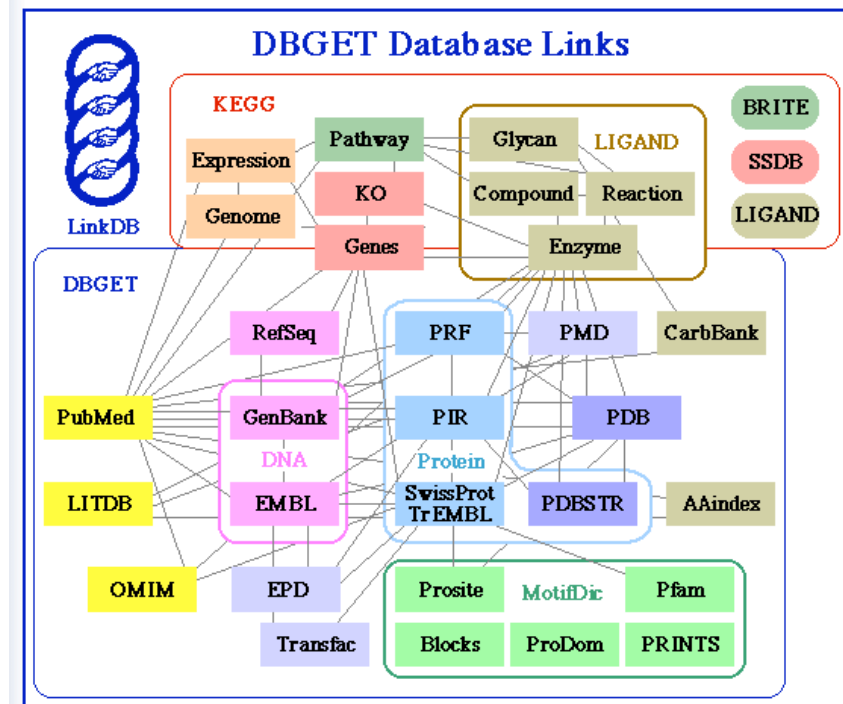 DBGET Database Links
LinkDB
KEGG
Pathway
Expression
KO
Genome
Genes
Glycan
LIGAND
Compound
Reaction
Enzyme
BRITE
SSDB
LIGAND
DBGET
RefSeq
PRF
PMD
CarbBank
PubMed
GenBank
PIR
PDB
DNA
Protein
LITDB
EMBL
SwissProt
TrEMBL
PDBSTR
AAindex
OMIM
EPD
Prosite
MotifDic
Pfam
Transfac
Blocks
ProDom
PRINTS